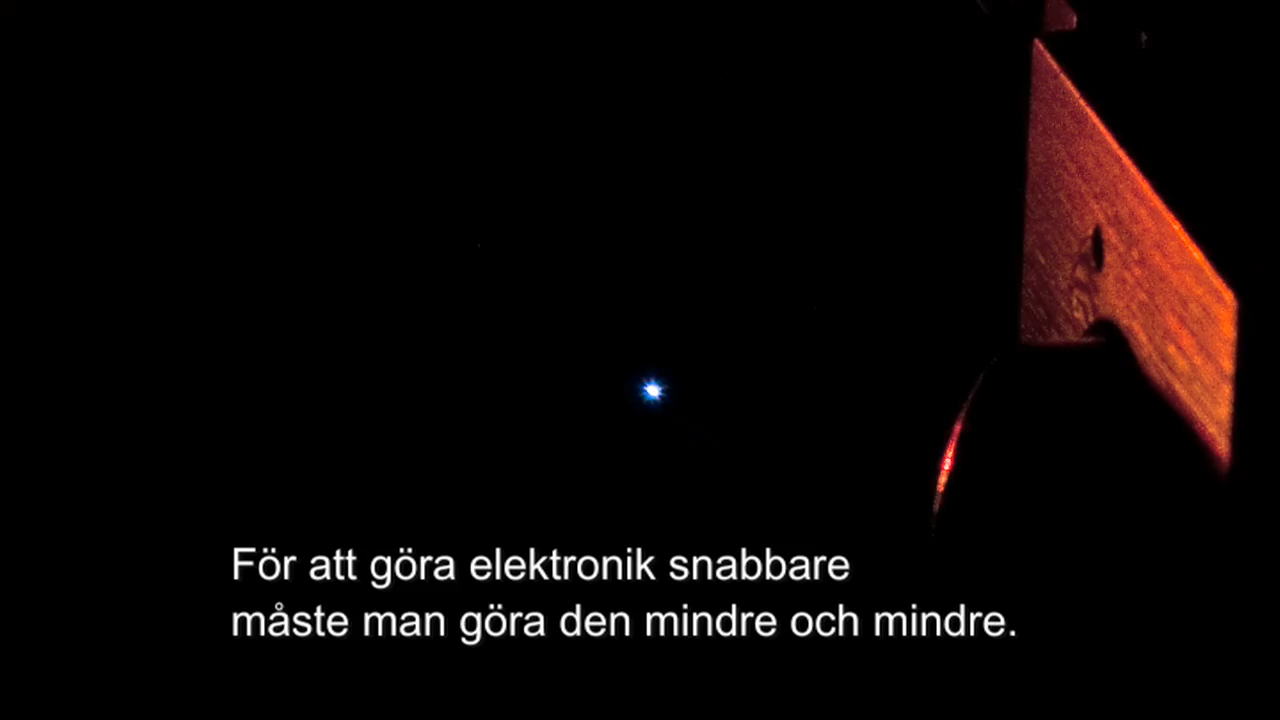 För att göra elektronik snabbare
måste man göra den mindre och mindre.